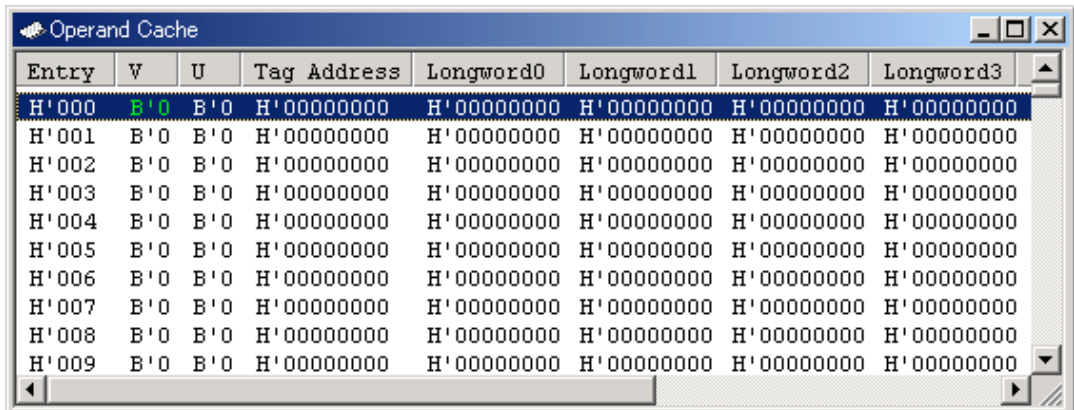 Operand Cache
Entry V U Tag Address Longword0 Longword1 Longword2 Longword3
H'000 B'0 B'0 H'00000000 H'00000000 H'00000000 H'00000000 H'00000000
H'001 B'0 B'0 H'00000000 H'00000000 H'00000000 H'00000000 H'00000000
H'002 B'0 B'0 H'00000000 H'00000000 H'00000000 H'00000000 H'00000000
H'003 B'0 B'0 H'00000000 H'00000000 H'00000000 H'00000000 H'00000000
H'004 B'0 B'0 H'00000000 H'00000000 H'00000000 H'00000000 H'00000000
H'005 B'0 B'0 H'00000000 H'00000000 H'00000000 H'00000000 H'00000000
H'006 B'0 B'0 H'00000000 H'00000000 H'00000000 H'00000000 H'00000000
H'007 B'0 B'0 H'00000000 H'00000000 H'00000000 H'00000000 H'00000000
H'008 B'0 B'0 H'00000000 H'00000000 H'00000000 H'00000000 H'00000000
H'009 B'0 B'0 H'00000000 H'00000000 H'00000000 H'00000000 H'00000000